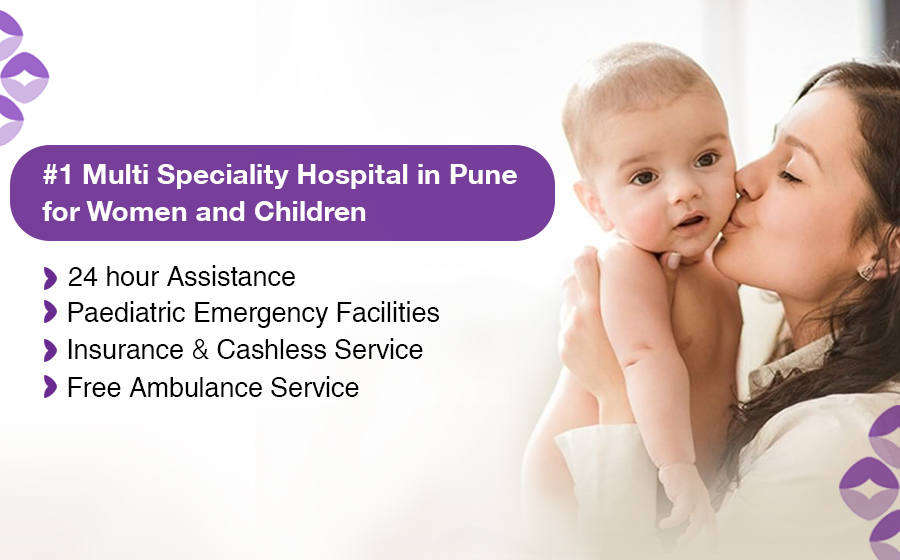 #1 Multi Speciality Hospital in Pune
for Women and Children
24 hour Assistance
Paediatric Emergency Facilities
Insurance & Cashless Service
Free Ambulance Service